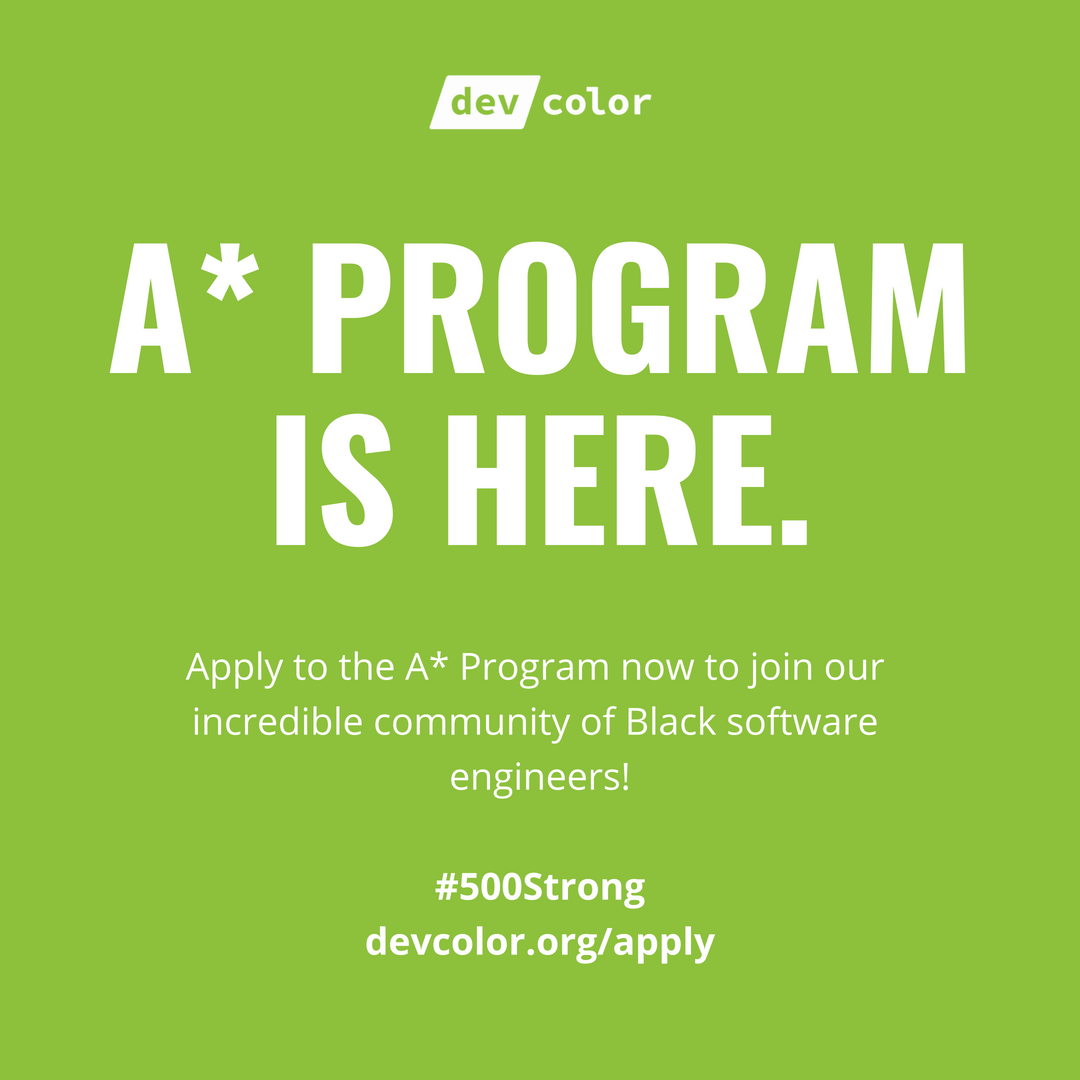 dev color
A* PROGRAM
IS HERE.
Apply to the A* Program now to join our
incredible community of Black software
engineers!
#500Strong
devcolor.org/apply